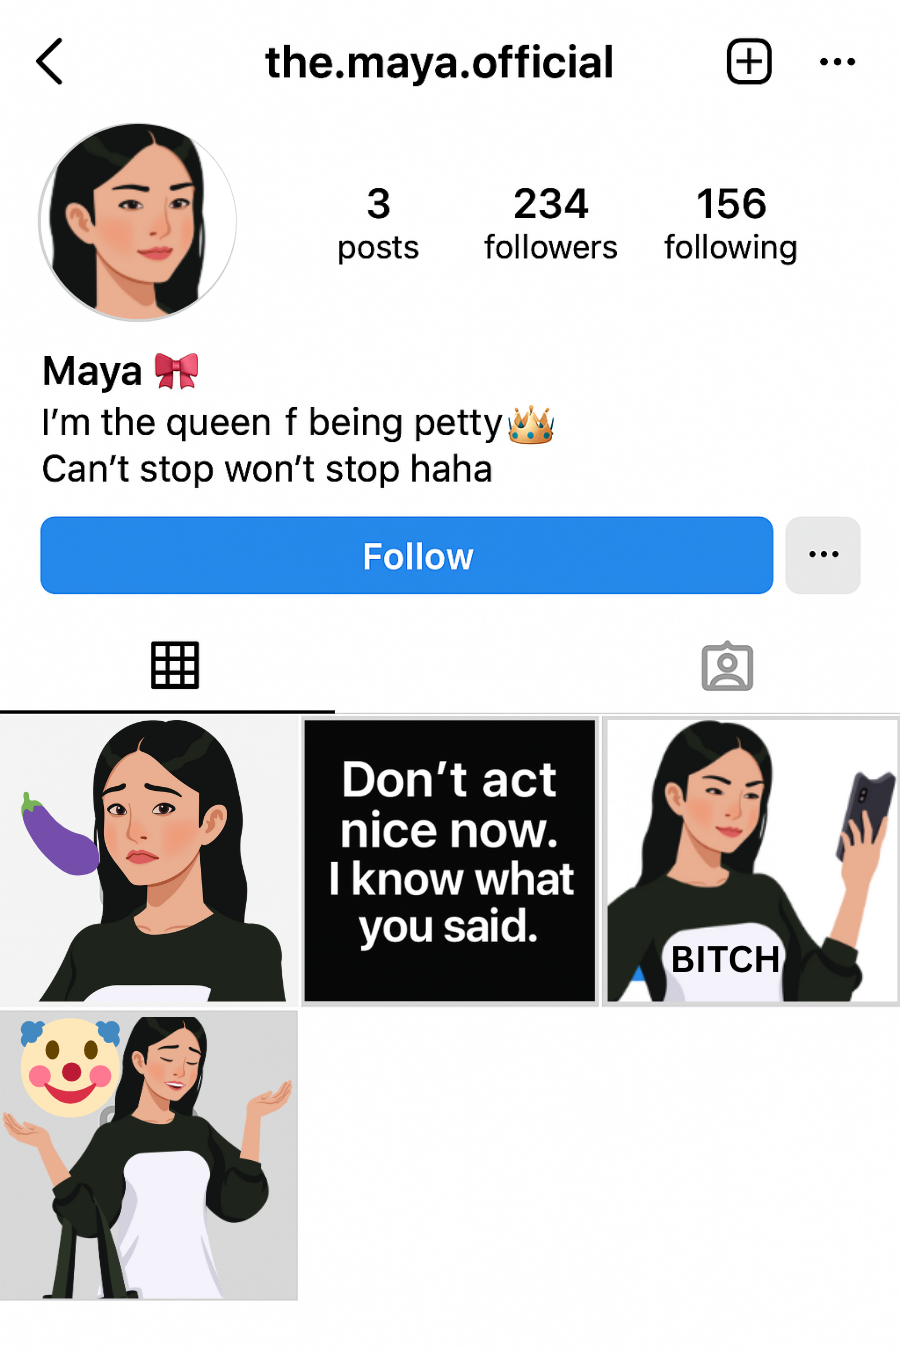 the.maya.official
3 234 156
posts followers following
Maya 🎀
I'm the queen f being petty👑
Can't stop won't stop haha
Follow
Don't act
nice now.
I know what
you said.
BITCH